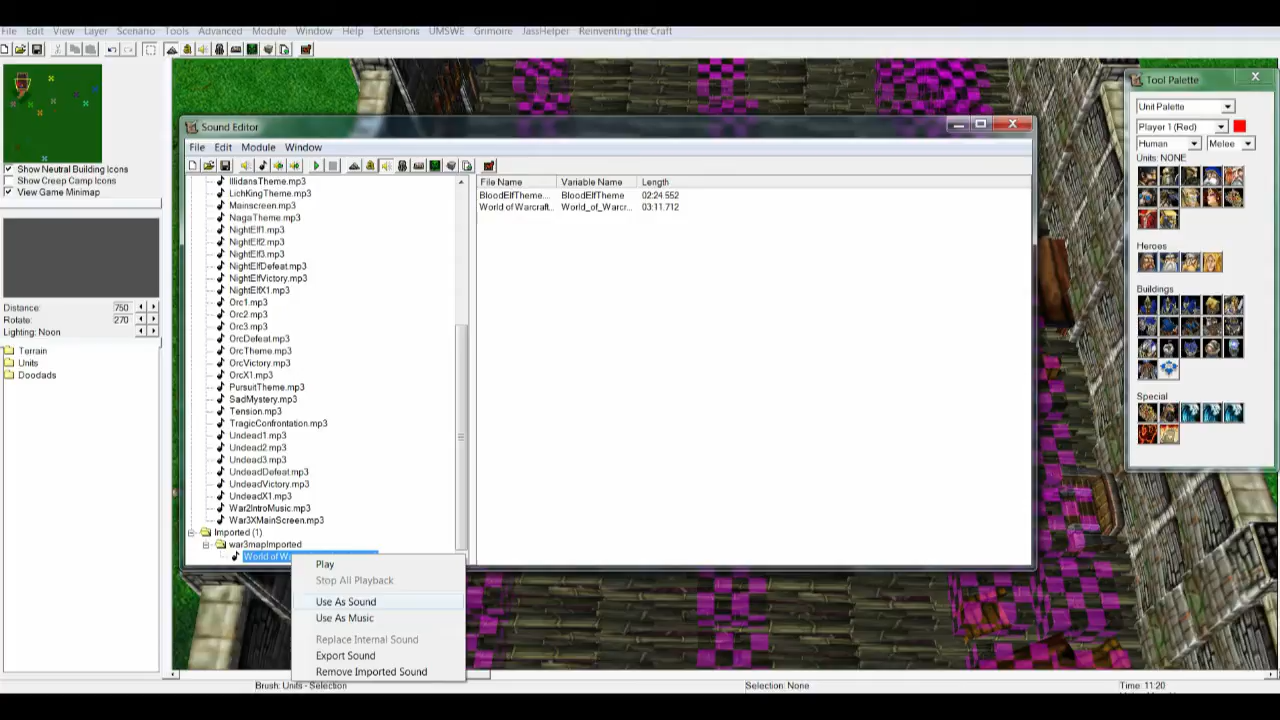 File Edit View Layer Scenario Tools Advanced Module Window Help Extensions UMSWE Grimoire JassHelper Reinventing the Craft
Show Neutral Building Icons
Show Creep Camp Icons
View Game Minimap
Distance: 750
Rotate: 270
Lighting: Noon
Terrain
Units
Doodads
Sound Editor
File Edit Module Window
IllidansTheme.mp3
LichKingTheme.mp3
Mainscreen.mp3
NagaTheme.mp3
NightElf1.mp3
NightElf2.mp3
NightElf3.mp3
NightElfDefeat.mp3
NightElfVictory.mp3
NightElfX1.mp3
Orc1.mp3
Orc2.mp3
Orc3.mp3
OrcDefeat.mp3
OrcTheme.mp3
OrcVictory.mp3
OrcX1.mp3
PursuitTheme.mp3
SadMystery.mp3
Tension.mp3
TragicConfrontation.mp3
Undead1.mp3
Undead2.mp3
Undead3.mp3
UndeadDefeat.mp3
UndeadVictory.mp3
UndeadX1.mp3
War2IntroMusic.mp3
War3XMainScreen.mp3
Imported (1)
war3mapImported
World of W
File Name Variable Name Length
BloodElfTheme... BloodElfTheme 02:24.552
World of Warcraft... World_of_Warcr... 03:11.712
Play
Stop All Playback
Use As Sound
Use As Music
Replace Internal Sound
Export Sound
Remove Imported Sound
Tool Palette
Unit Palette
Player 1 (Red)
Human Melee
Units: NONE
Heroes
Buildings
Special
Brush: Units - Selection Selection: None Time: 11:20